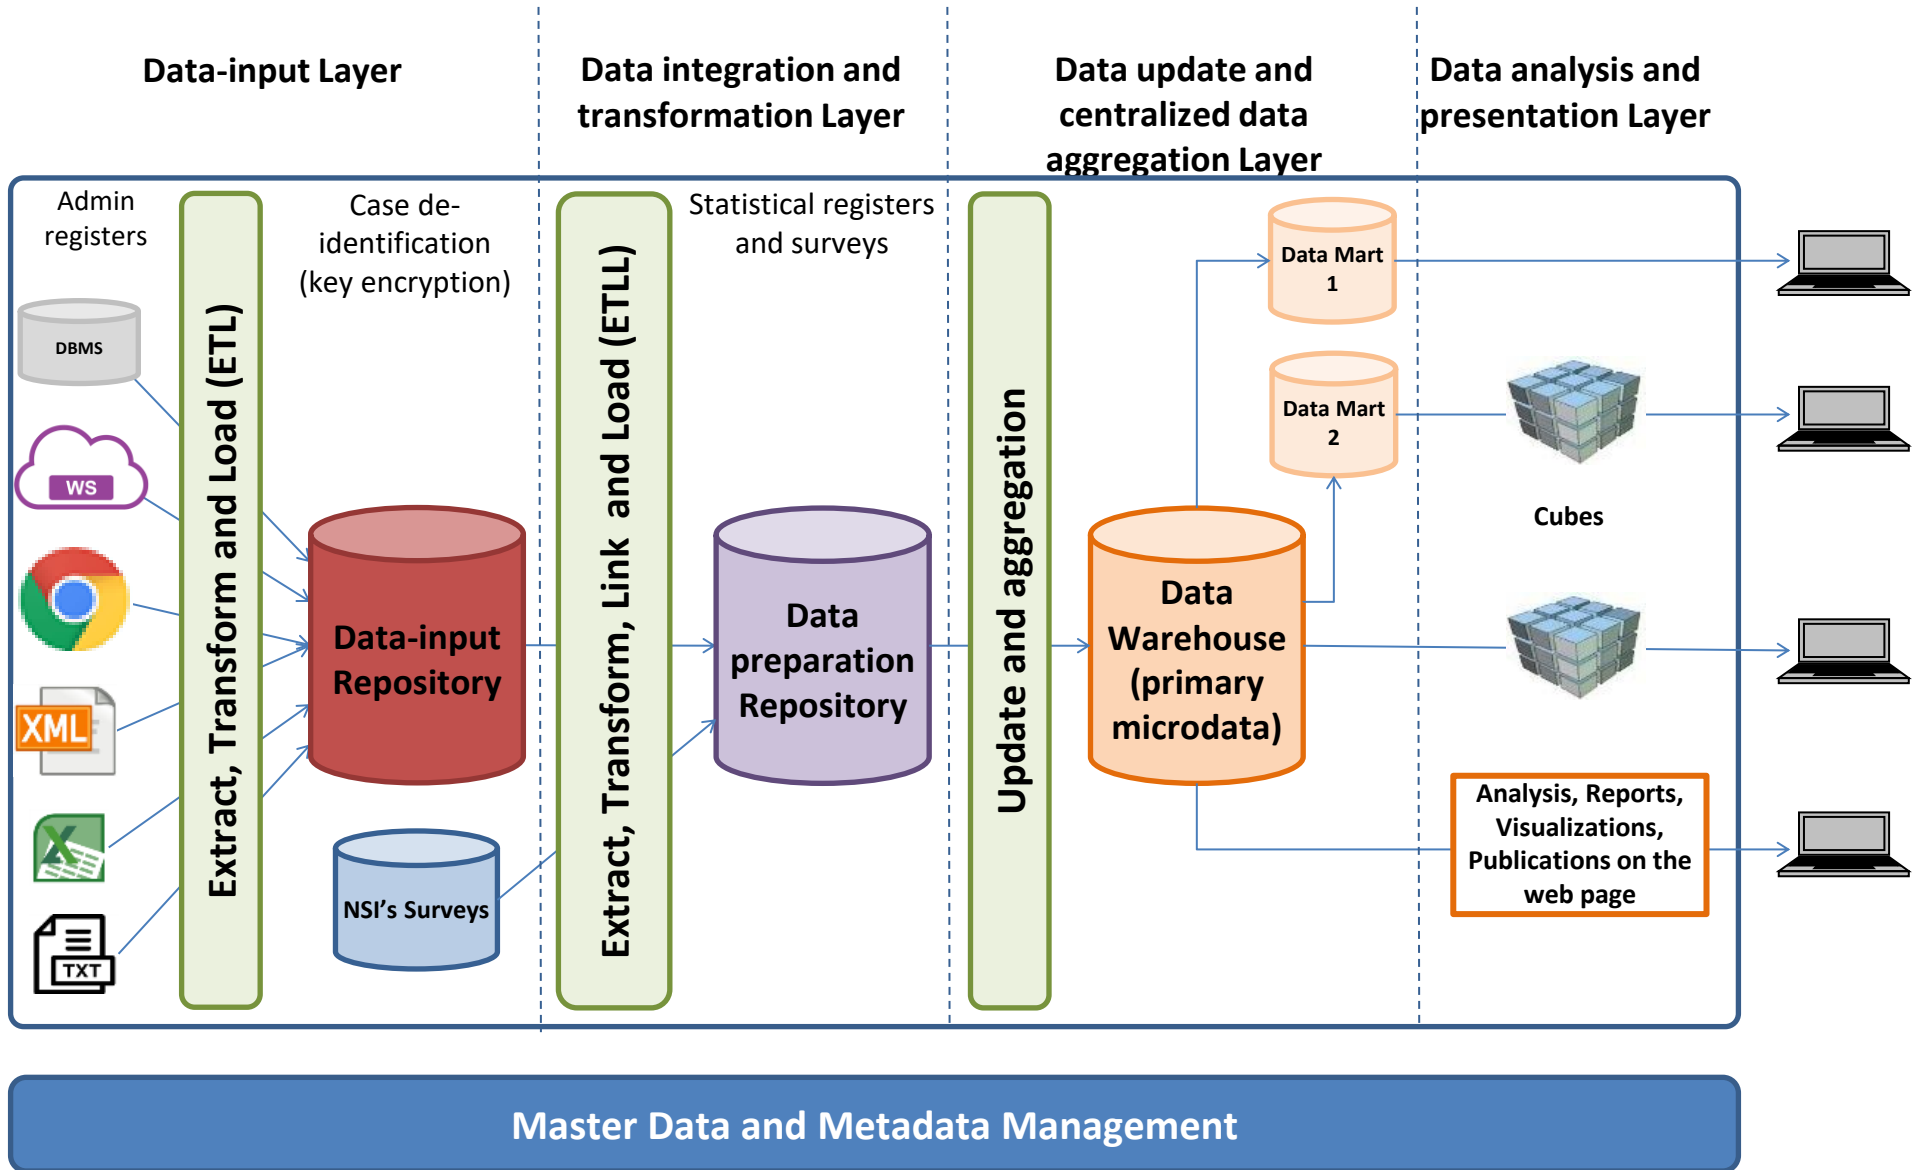 Data-input Layer
Data integration and
transformation Layer
Data update and
centralized data
aggregation Layer
Data analysis and
presentation Layer
Admin
registers
DBMS
WS
XML
X
TXT
Extract, Transform and Load (ETL)
Case de-
identification
(key encryption)
Data-input
Repository
NSI's Surveys
Extract, Transform, Link and Load (ETLL)
Statistical registers
and surveys
Data
preparation
Repository
Update and aggregation
Data Mart
1
Data Mart
2
Data
Warehouse
(primary
microdata)
Cubes
Analysis, Reports,
Visualizations,
Publications on the
web page
Master Data and Metadata Management